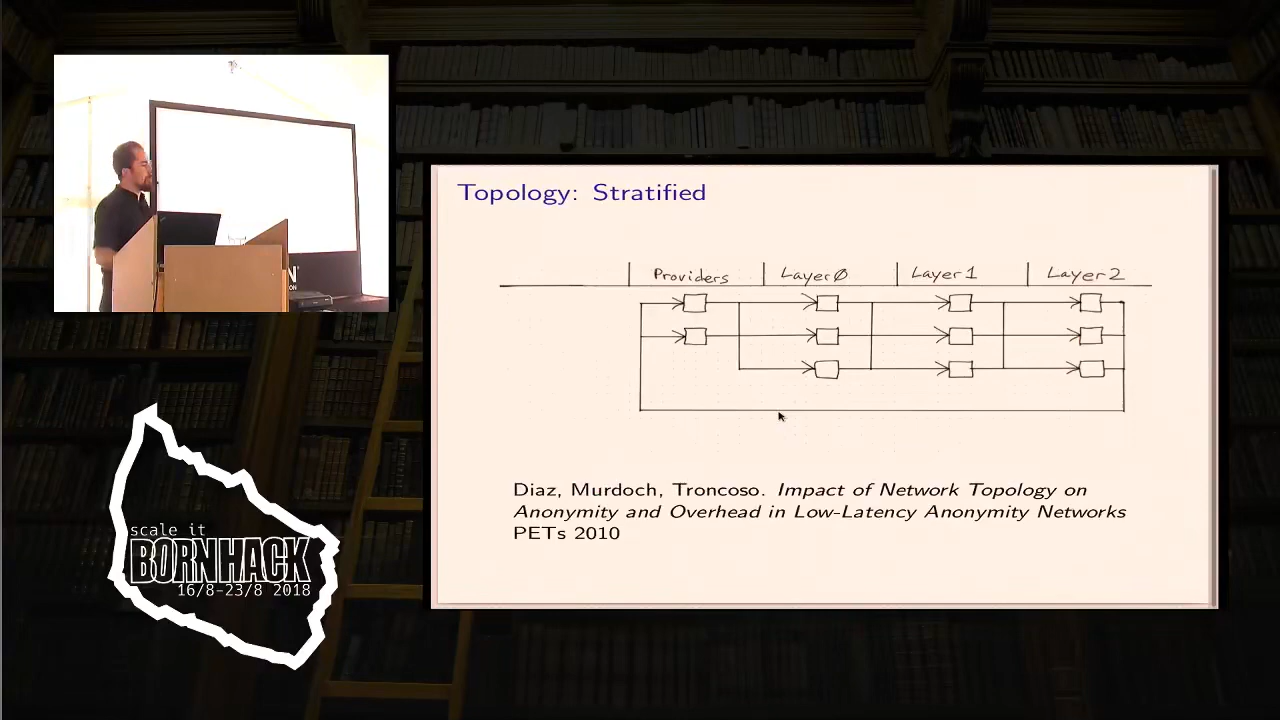 Topology: Stratified
Providers Layer 0 Layer 1 Layer 2
Diaz, Murdoch, Troncoso. Impact of Network Topology on
Anonymity and Overhead in Low-Latency Anonymity Networks
PETs 2010
scale it
BORNHACK
16/8-23/8 2018